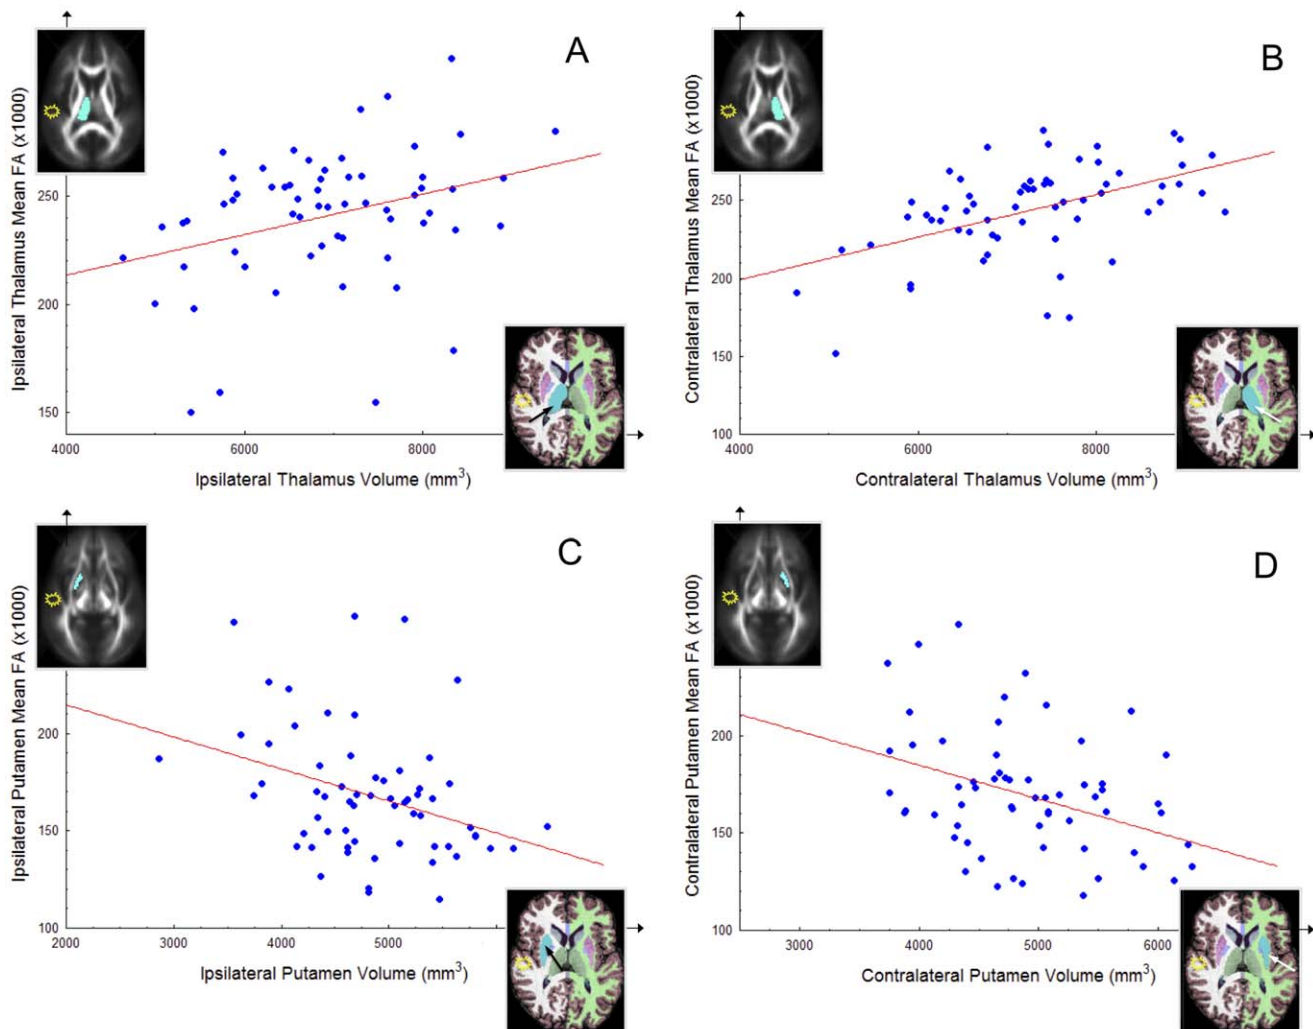 A
Ipsilateral Thalamus Mean FA (x1000)
250
200
150
4000
6000
8000
Ipsilateral Thalamus Volume (mm³)
B
Contralateral Thalamus Mean FA (x1000)
250
200
150
100
4000
6000
8000
Contralateral Thalamus Volume (mm³)
C
Ipsilateral Putamen Mean FA (x1000)
200
150
100
2000
3000
4000
5000
Ipsilateral Putamen Volume (mm³)
D
Contralateral Putamen Mean FA (x1000)
200
150
100
3000
4000
5000
6000
Contralateral Putamen Volume (mm³)